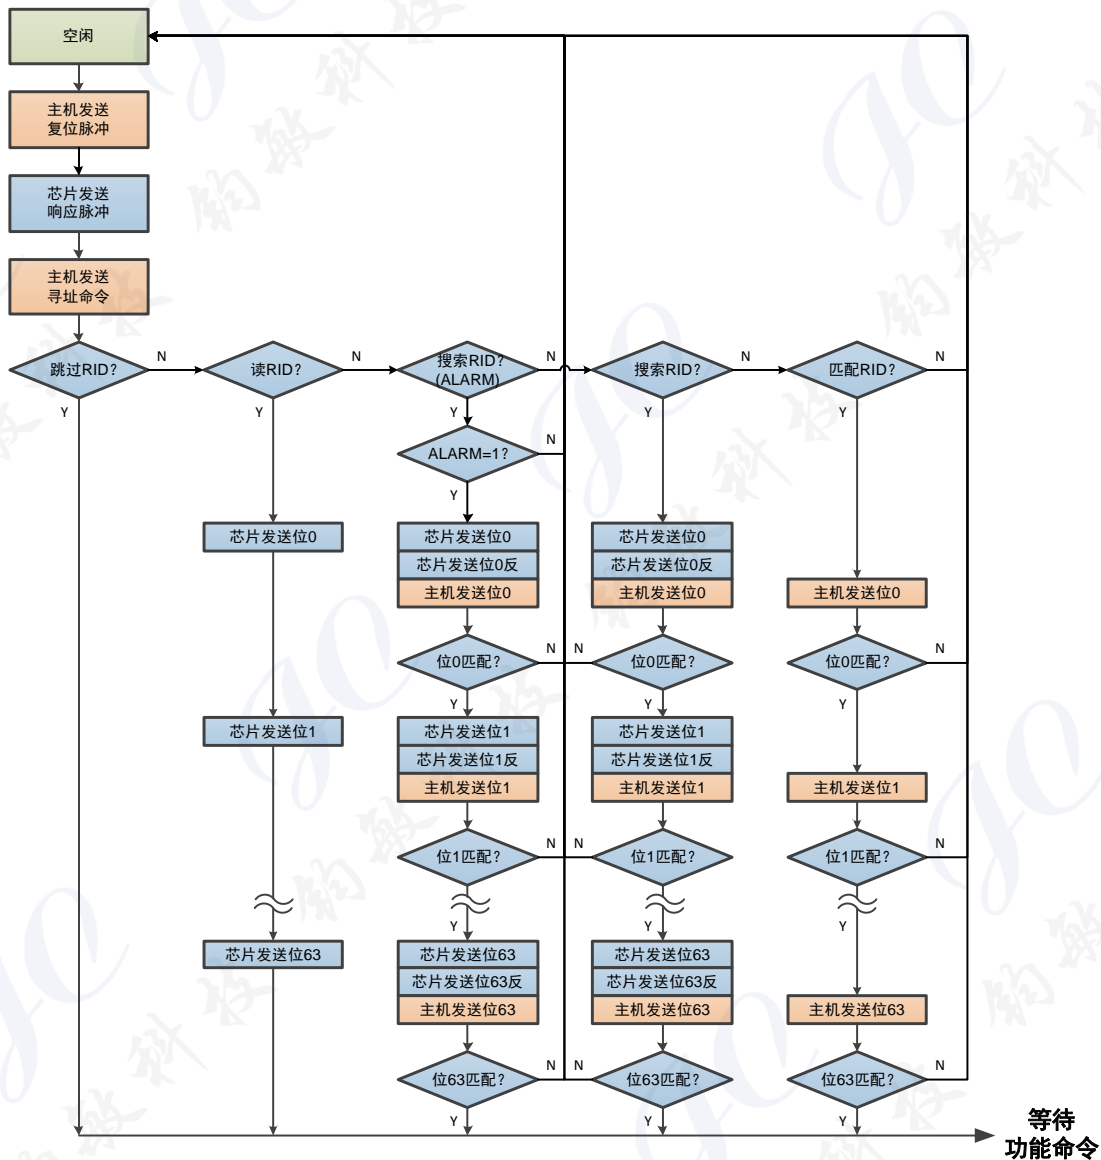 空闲
主机发送
复位脉冲
芯片发送
响应脉冲
主机发送
寻址命令
跳过RID?
N
读RID?
N
搜索RID?
(ALARM)
N
搜索RID?
N
匹配RID?
N
Y
Y
Y
Y
Y
ALARM=1?
N
Y
芯片发送位0
芯片发送位0
芯片发送位0反
主机发送位0
芯片发送位0
芯片发送位0反
主机发送位0
主机发送位0
位0匹配?
N
N
位0匹配?
位0匹配?
N
Y
Y
Y
芯片发送位1
芯片发送位1
芯片发送位1反
主机发送位1
芯片发送位1
芯片发送位1反
主机发送位1
主机发送位1
位1匹配?
N
N
位1匹配?
位1匹配?
N
Y
Y
Y
芯片发送位63
芯片发送位63
芯片发送位63反
主机发送位63
芯片发送位63
芯片发送位63反
主机发送位63
主机发送位63
位63匹配?
N
N
位63匹配?
位63匹配?
N
Y
Y
Y
等待
功能命令